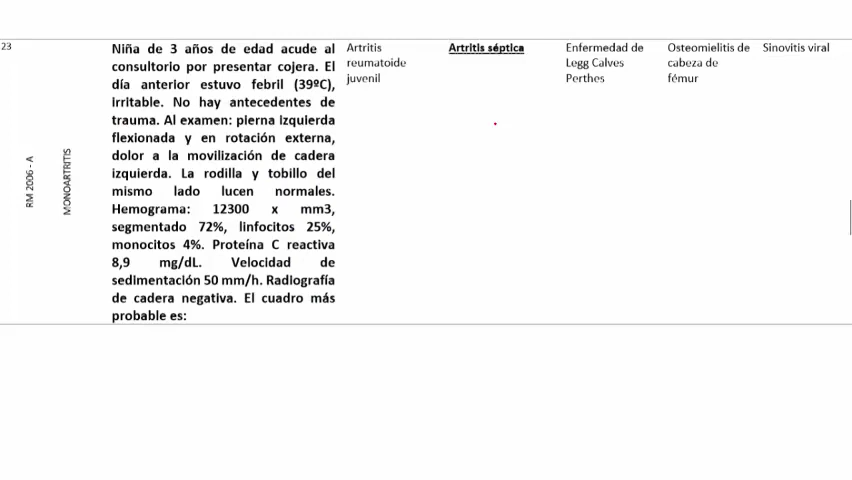 23
RM 2006 - A
MONOARTRITIS
Niña de 3 años de edad acude al
consultorio por presentar cojera. El
día anterior estuvo febril (39ºC),
irritable. No hay antecedentes de
trauma. Al examen: pierna izquierda
flexionada y en rotación externa,
dolor a la movilización de cadera
izquierda. La rodilla y tobillo del
mismo lado lucen normales.
Hemograma: 12300 x mm3,
segmentado 72%, linfocitos 25%,
monocitos 4%. Proteína C reactiva
8,9 mg/dL. Velocidad de
sedimentación 50 mm/h. Radiografía
de cadera negativa. El cuadro más
probable es:
Artritis
reumatoide
juvenil
Artritis séptica
Enfermedad de
Legg Calves
Perthes
Osteomielitis de
cabeza de
fémur
Sinovitis viral